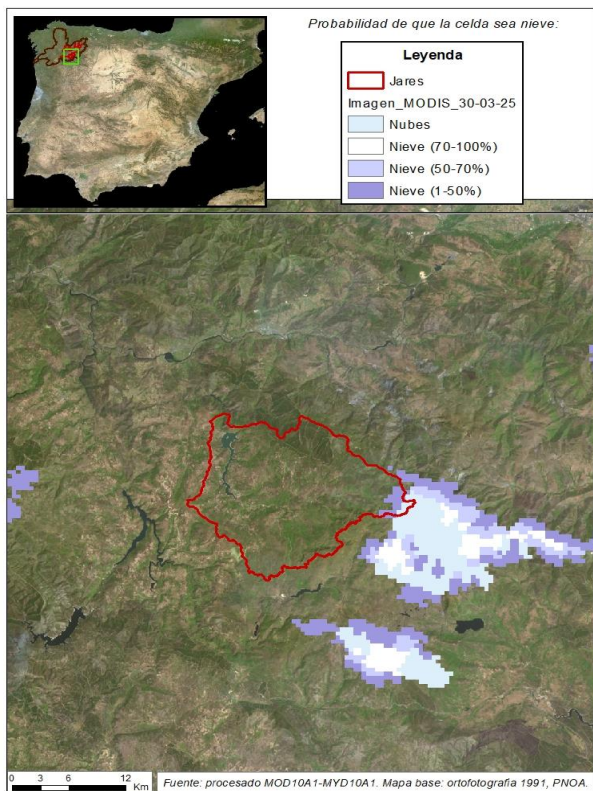 Probabilidad de que la celda sea nieve:
Leyenda
Jares
Imagen_MODIS_30-03-25
Nubes
Nieve (70-100%)
Nieve (50-70%)
Nieve (1-50%)
0 3 6 12
Km
Fuente: procesado MOD10A1-MYD10A1. Mapa base: ortofotografia 1991, PNOA.